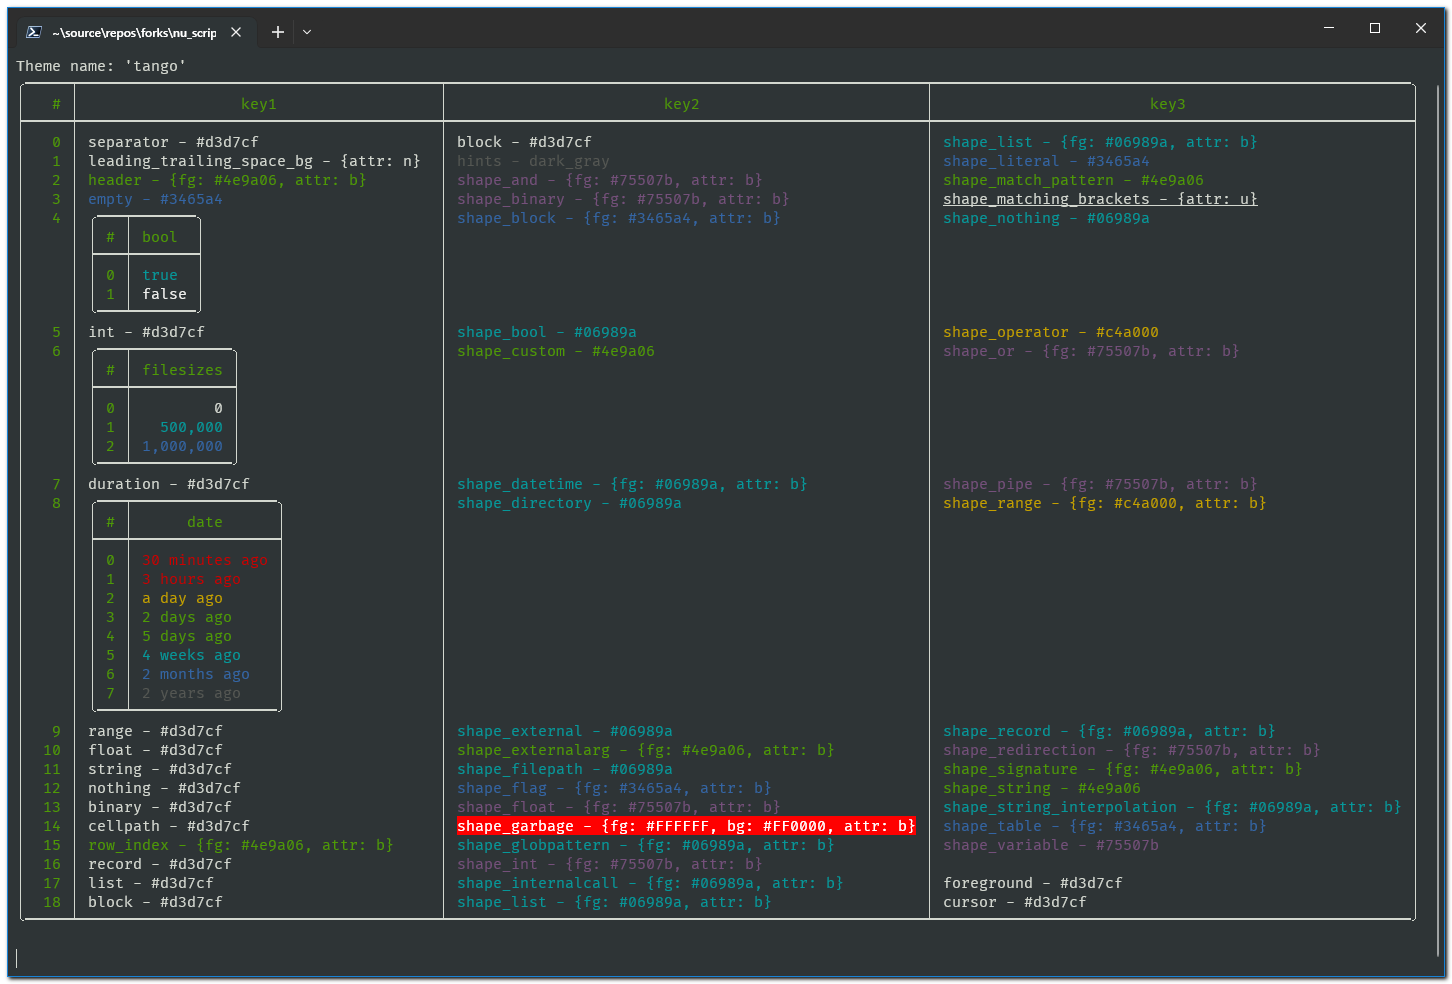 ~\source\repos\forks\nu_scrip
Theme name: 'tango'
# key1 key2 key3
0 separator - #d3d7cf block - #d3d7cf shape_list - {fg: #06989a, attr: b}
1 leading_trailing_space_bg - {attr: n} hints - dark_gray shape_literal - #3465a4
2 header - {fg: #4e9a06, attr: b} shape_and - {fg: #75507b, attr: b} shape_match_pattern - #4e9a06
3 empty - #3465a4 shape_binary - {fg: #75507b, attr: b} shape_matching_brackets - {attr: u}
4 shape_block - {fg: #3465a4, attr: b} shape_nothing - #06989a
# bool
0 true
1 false
5 int - #d3d7cf shape_bool - #06989a shape_operator - #c4a000
6 shape_custom - #4e9a06 shape_or - {fg: #75507b, attr: b}
# filesizes
0 0
1 500,000
2 1,000,000
7 duration - #d3d7cf shape_datetime - {fg: #06989a, attr: b} shape_pipe - {fg: #75507b, attr: b}
8 shape_directory - #06989a shape_range - {fg: #c4a000, attr: b}
# date
0 30 minutes ago
1 3 hours ago
2 a day ago
3 2 days ago
4 5 days ago
5 4 weeks ago
6 2 months ago
7 2 years ago
9 range - #d3d7cf shape_external - #06989a shape_record - {fg: #06989a, attr: b}
10 float - #d3d7cf shape_externalarg - {fg: #4e9a06, attr: b} shape_redirection - {fg: #75507b, attr: b}
11 string - #d3d7cf shape_filepath - #06989a shape_signature - {fg: #4e9a06, attr: b}
12 nothing - #d3d7cf shape_flag - {fg: #3465a4, attr: b} shape_string - #4e9a06
13 binary - #d3d7cf shape_float - {fg: #75507b, attr: b} shape_string_interpolation - {fg: #06989a, attr: b}
14 cellpath - #d3d7cf shape_garbage - {fg: #FFFFFF, bg: #FF0000, attr: b} shape_table - {fg: #3465a4, attr: b}
15 row_index - {fg: #4e9a06, attr: b} shape_globpattern - {fg: #06989a, attr: b} shape_variable - #75507b
16 record - #d3d7cf shape_int - {fg: #75507b, attr: b}
17 list - #d3d7cf shape_internalcall - {fg: #06989a, attr: b} foreground - #d3d7cf
18 block - #d3d7cf shape_list - {fg: #06989a, attr: b} cursor - #d3d7cf